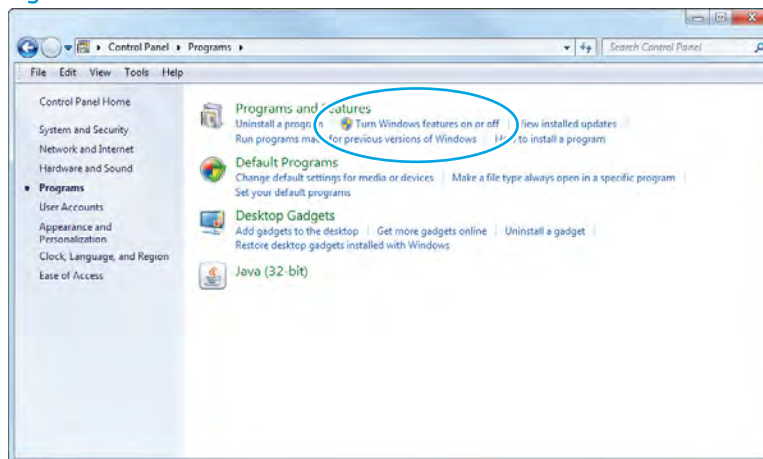 Control Panel ▸ Programs ▸
Search Control Panel
File Edit View Tools Help
Control Panel Home
System and Security
Network and Internet
Hardware and Sound
Programs
User Accounts
Appearance and
Personalization
Clock, Language, and Region
Ease of Access
Programs and Features
Uninstall a program Turn Windows features on or off View installed updates
Run programs made for previous versions of Windows How to install a program
Default Programs
Change default settings for media or devices Make a file type always open in a specific program
Set your default programs
Desktop Gadgets
Add gadgets to the desktop Get more gadgets online Uninstall a gadget
Restore desktop gadgets installed with Windows
Java (32-bit)